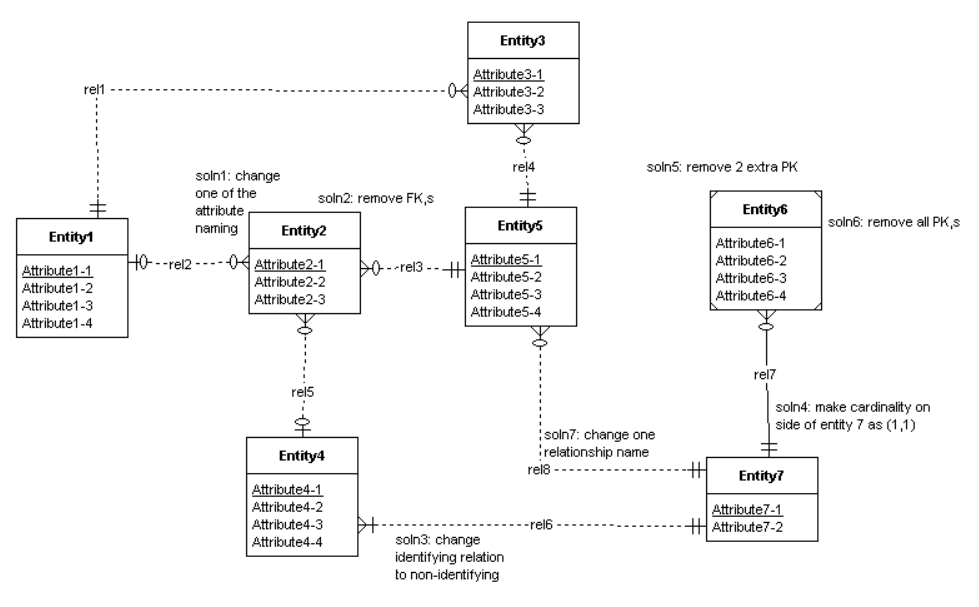 Entity3
Attribute3-1
Attribute3-2
Attribute3-3
rel1
rel4
soln5: remove 2 extra PK
soln1: change
one of the
attribute
naming
soln2: remove FK,s
Entity1
Attribute1-1
Attribute1-2
Attribute1-3
Attribute1-4
rel2
Entity2
Attribute2-1
Attribute2-2
Attribute2-3
rel3
Entity5
Attribute5-1
Attribute5-2
Attribute5-3
Attribute5-4
Entity6
Attribute6-1
Attribute6-2
Attribute6-3
Attribute6-4
soln6: remove all PK,s
rel5
rel7
soln4: make cardinality on
side of entity 7 as (1,1)
soln7: change one
relationship name
rel8
Entity4
Attribute4-1
Attribute4-2
Attribute4-3
Attribute4-4
rel6
Entity7
Attribute7-1
Attribute7-2
soln3: change
identifying relation
to non-identifying